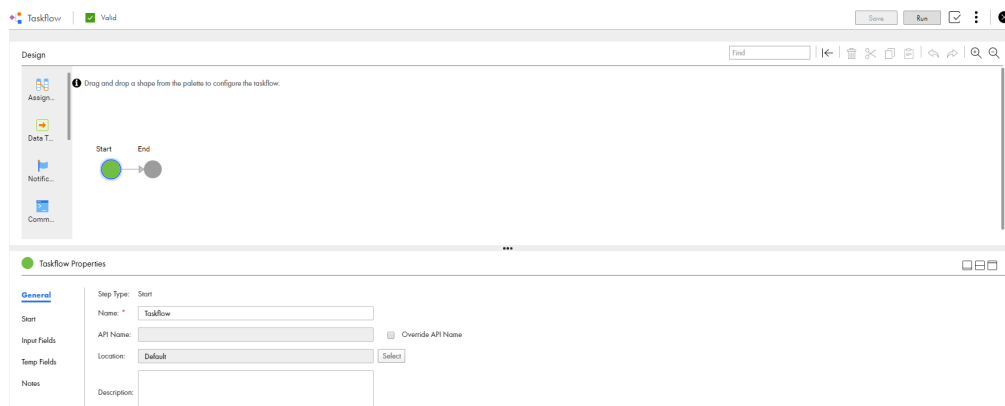 Taskflow
Valid
Save
Run
Design
Find
Drag and drop a shape from the palette to configure the taskflow.
Assign...
Data T...
Notific...
Comm...
Start
End
Taskflow Properties
General
Start
Input Fields
Temp Fields
Notes
Step Type: Start
Name: * Taskflow
API Name:
Override API Name
Location: Default
Select
Description: